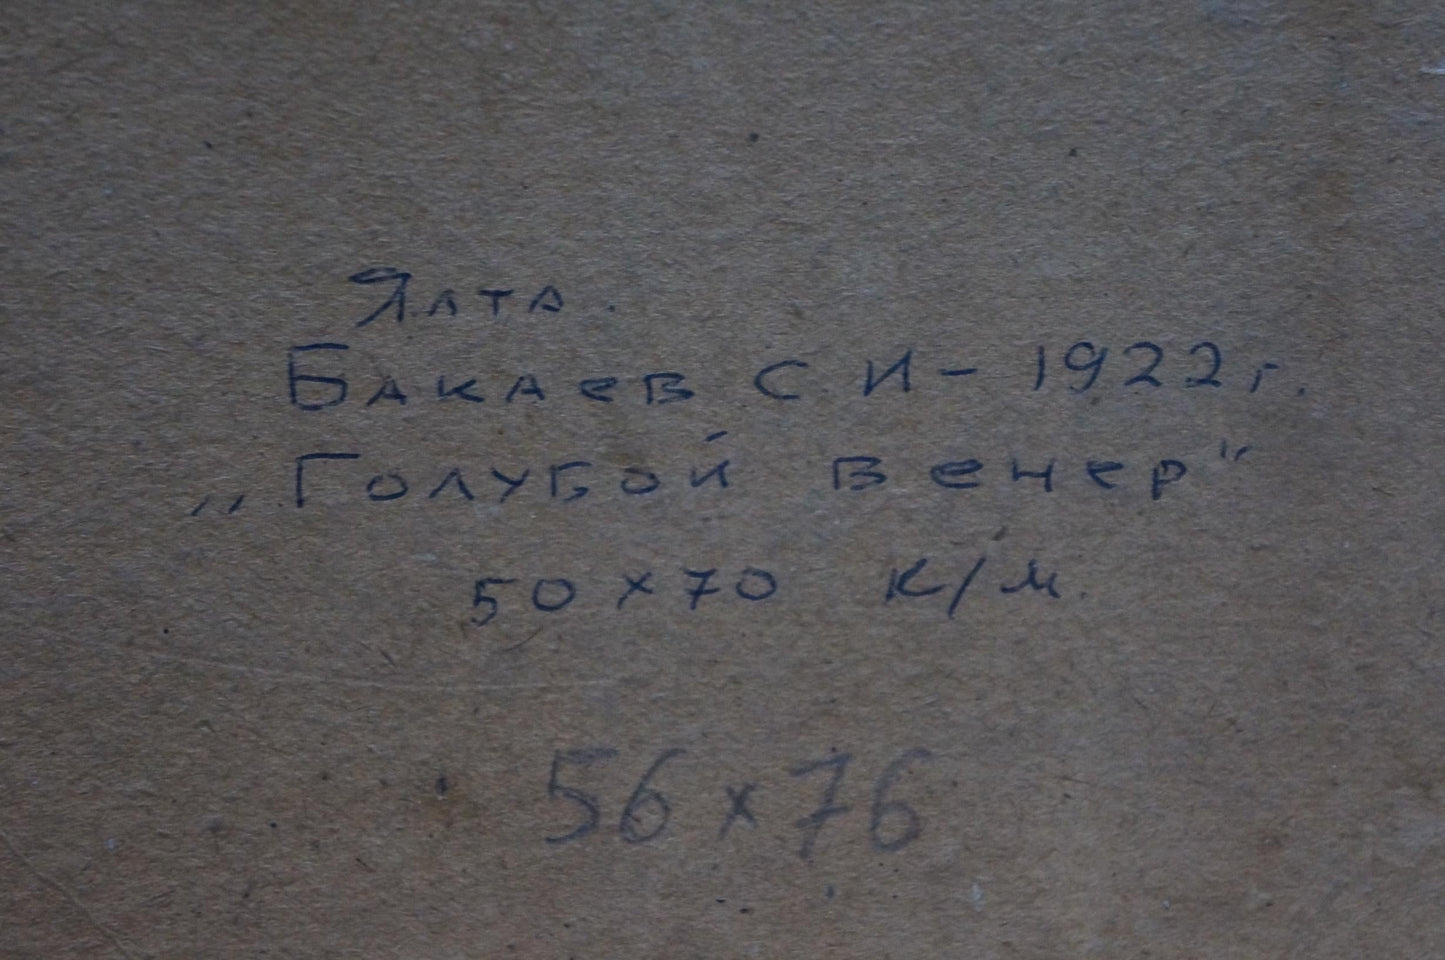 Ялта.
Бакаев С.И – 1922 г.
„Голубой вечер“
50 x 70 к/м.
56 x 76